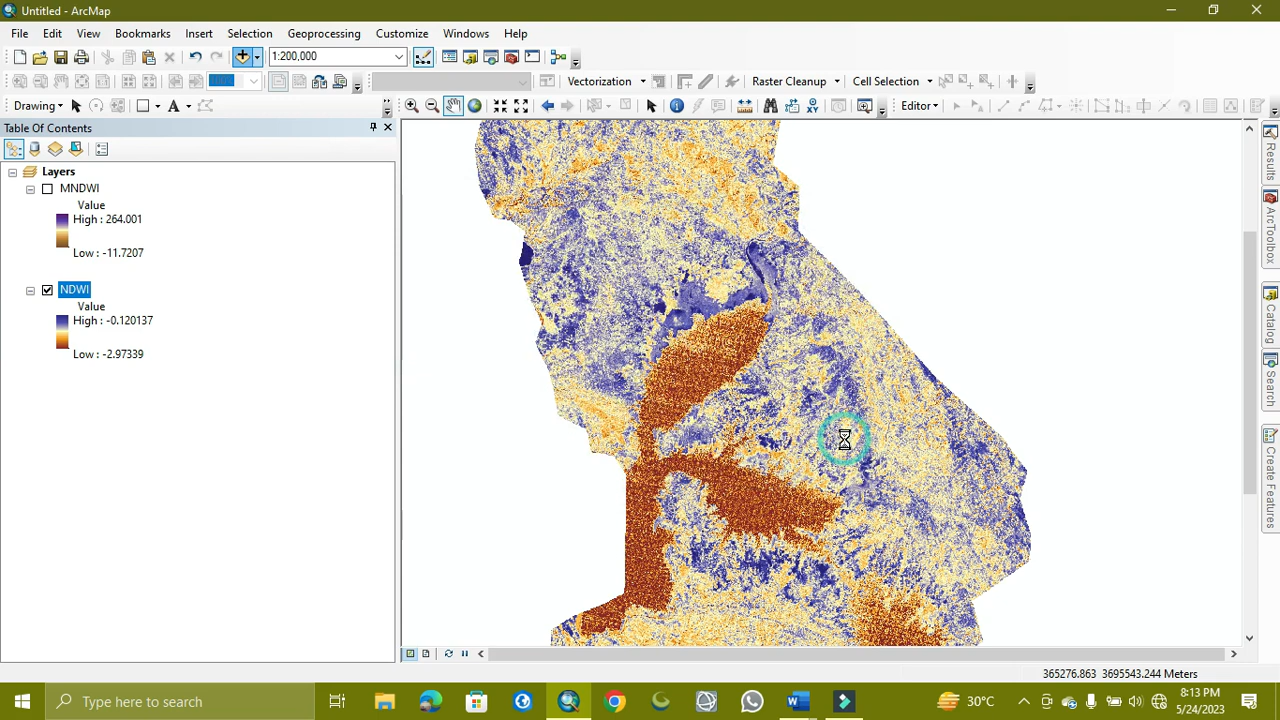 Untitled - ArcMap
File Edit View Bookmarks Insert Selection Geoprocessing Customize Windows Help
1:200,000
Vectorization Raster Cleanup Cell Selection
Drawing A Editor
Table Of Contents
Layers
MNDWI
Value
High : 264.001
Low : -11.7207
NDWI
Value
High : -0.120137
Low : -2.97339
Results
ArcToolbox
Catalog
Search
Create Features
365276.863 3695543.244 Meters
Type here to search
30°C
8:13 PM
5/24/2023